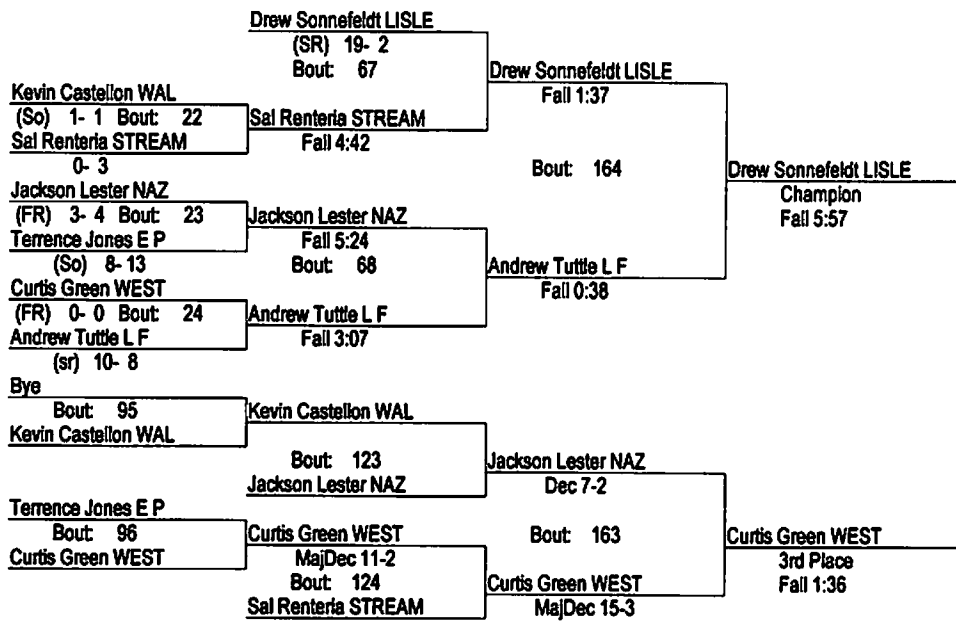 Drew Sonnefeldt LISLE
(SR) 19- 2
Bout: 67
Drew Sonnefeldt LISLE
Fall 1:37
Kevin Castellon WAL
(So) 1- 1 Bout: 22
Sal Renteria STREAM
Sal Renteria STREAM
Fall 4:42
0- 3
Bout: 164
Drew Sonnefeldt LISLE
Champion
Fall 5:57
Jackson Lester NAZ
(FR) 3- 4 Bout: 23
Jackson Lester NAZ
Terrence Jones E P
Fall 5:24
(So) 8- 13
Bout: 68
Andrew Tuttle L F
Fall 0:38
Curtis Green WEST
(FR) 0- 0 Bout: 24
Andrew Tuttle L F
Andrew Tuttle L F
Fall 3:07
(sr) 10- 8
Bye
Bout: 95
Kevin Castellon WAL
Kevin Castellon WAL
Bout: 123
Jackson Lester NAZ
Jackson Lester NAZ
Dec 7-2
Terrence Jones E P
Bout: 96
Curtis Green WEST
Curtis Green WEST
MajDec 11-2
Bout: 163
Curtis Green WEST
3rd Place
Fall 1:36
Bout: 124
Curtis Green WEST
Sal Renteria STREAM
MajDec 15-3